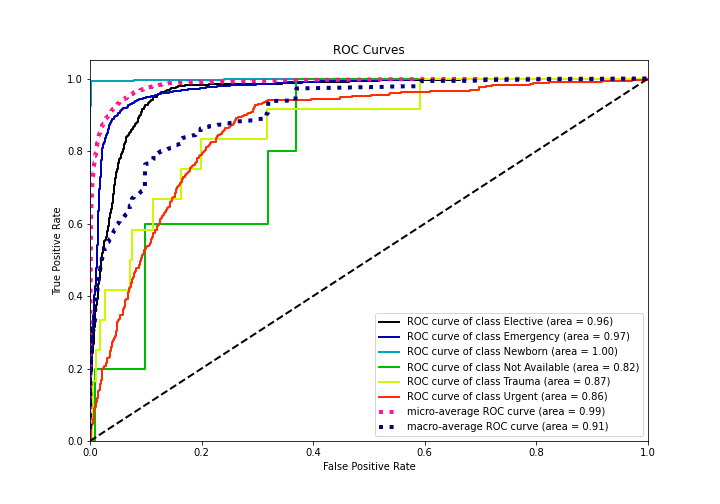 ROC Curves
True Positive Rate
1.0
0.8
0.6
0.4
0.2
0.0
ROC curve of class Elective (area = 0.96)
ROC curve of class Emergency (area = 0.97)
ROC curve of class Newborn (area = 1.00)
ROC curve of class Not Available (area = 0.82)
ROC curve of class Trauma (area = 0.87)
ROC curve of class Urgent (area = 0.86)
micro-average ROC curve (area = 0.99)
macro-average ROC curve (area = 0.91)
0.0 0.2 0.4 0.6 0.8 1.0
False Positive Rate